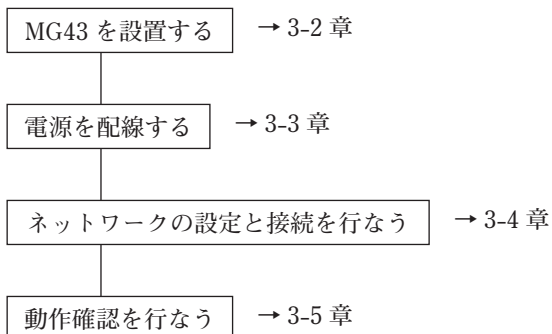 MG43 を設置する → 3-2 章
電源を配線する → 3-3 章
ネットワークの設定と接続を行なう → 3-4 章
動作確認を行なう → 3-5 章